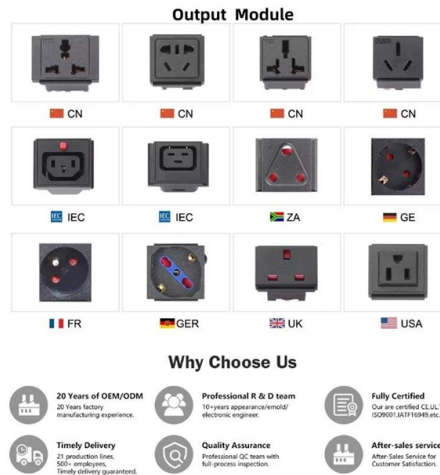 Output Module
CN CN CN CN
IEC IEC IEC IEC ZA GE
FR GER UK USA
Why Choose Us
20 Years of OEM/ODM
20 Years factory
manufacturing experience.
Professional R & D team
10+years appearance/emold/
electronic engineer.
Fully Certified
Our are certified CE,UL
ISO9001,IATF16949,etc.
Timely Delivery
21 production lines,
500+ employees,
Timely delivery guaranteed.
Quality Assurance
Professional QC team with
full-process inspection.
After-sales service
After-Sales Service for
Customer Satisfaction